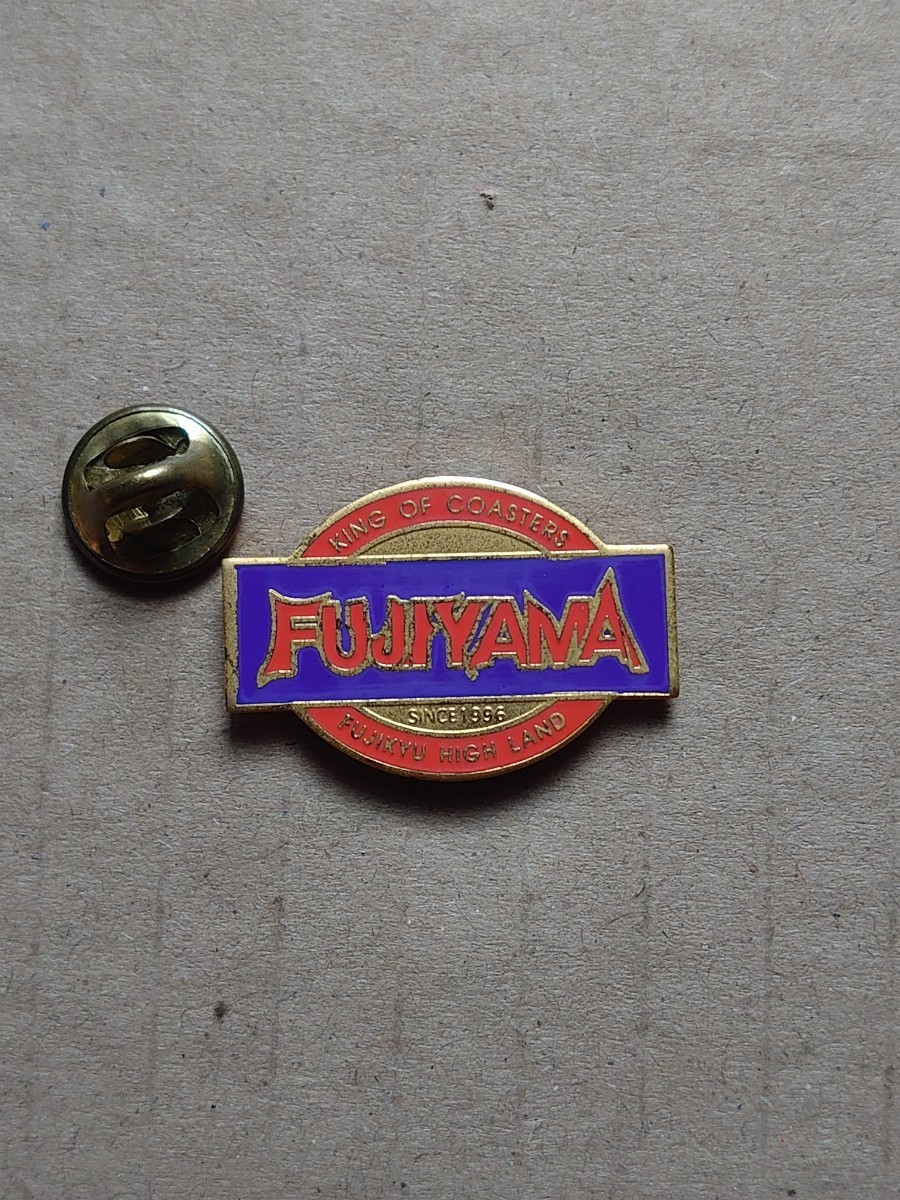 KING OF COASTERS
FUJIYAMA
SINCE1996
FUJIKYU HIGH LAND